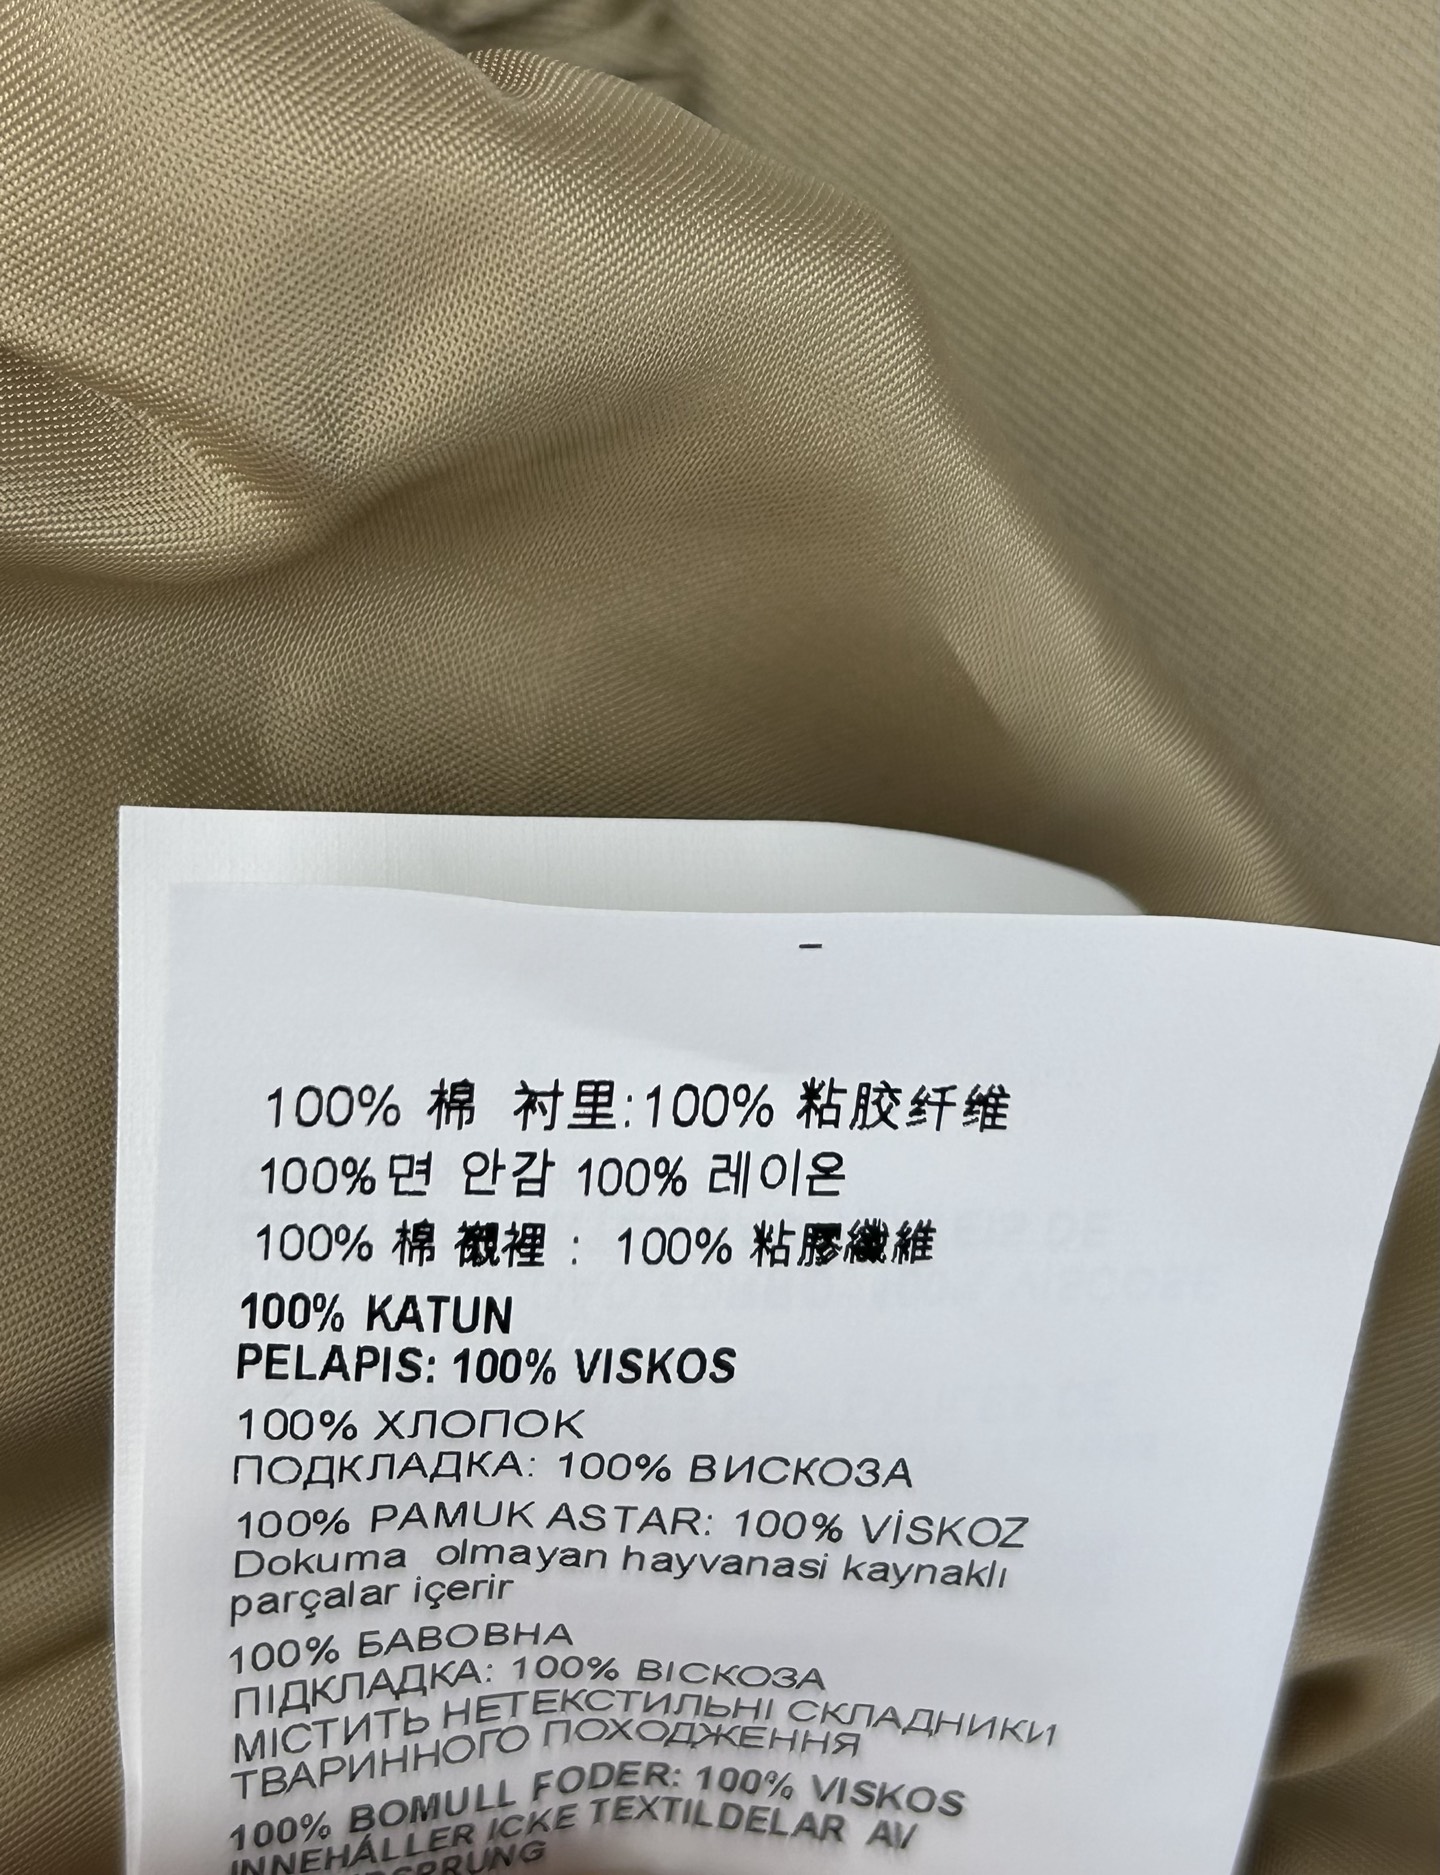 100% 棉 衬里:100% 粘胶纤维
100%면 안감 100% 레이온
100% 棉 襯裡 : 100% 粘膠纖維
100% KATUN
PELAPIS: 100% VISKOS
100% ХЛОПОК
ПОДКЛАДКА: 100% ВИСКОЗА
100% PAMUK ASTAR: 100% VİSKOZ
Dokuma olmayan hayvanasi kaynaklı
parçalar içerir
100% БАВОВНА
ПІДКЛАДКА: 100% ВІСКОЗА
МІСТИТЬ НЕТЕКСТИЛЬНІ СКЛАДНИКИ
ТВАРИННОГО ПОХОДЖЕННЯ
100% BOMULL FODER: 100% VISKOS
INNEHÁLLER ICKE TEXTILDELAR AV